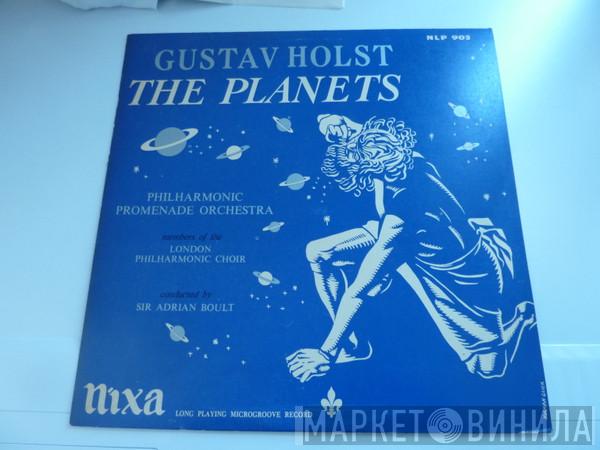 NLP 903
GUSTAV HOLST
THE PLANETS
PHILHARMONIC
PROMENADE ORCHESTRA
members of the
LONDON
PHILHARMONIC CHOIR
conducted by
SIR ADRIAN BOULT
nixa
LONG PLAYING MICROGROOVE RECORD
МАРКЕТ ВИНИЛА